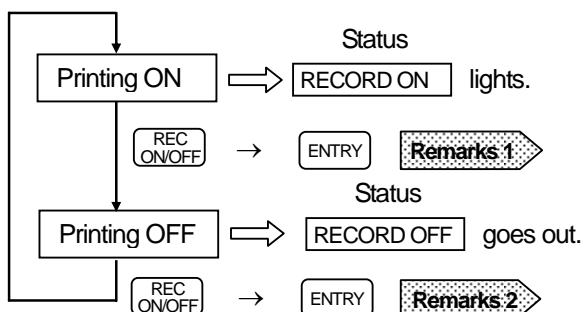 Status
Printing ON RECORD ON lights.
REC ON/OFF → ENTRY Remarks 1
Status
Printing OFF RECORD OFF goes out.
REC ON/OFF → ENTRY Remarks 2